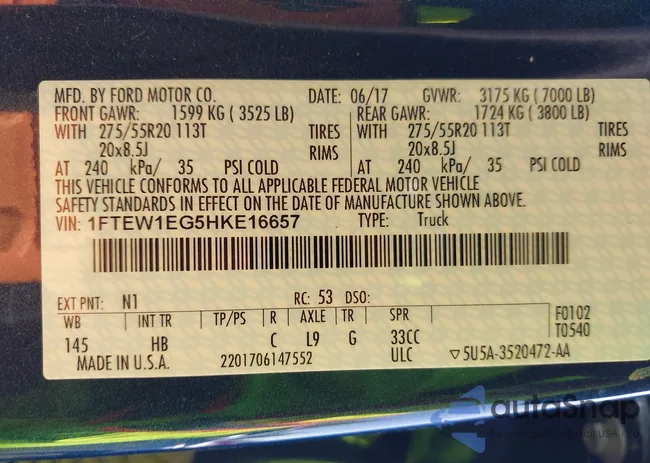 MFD. BY FORD MOTOR CO. DATE: 06/17 GVWR: 3175 KG ( 7000 LB)
FRONT GAWR: 1599 KG ( 3525 LB) REAR GAWR: 1724 KG ( 3800 LB)
WITH 275/55R20 113T TIRES WITH 275/55R20 113T TIRES
20x8.5J RIMS 20x8.5J RIMS
AT 240 kPa/ 35 PSI COLD AT 240 kPa/ 35 PSI COLD
THIS VEHICLE CONFORMS TO ALL APPLICABLE FEDERAL MOTOR VEHICLE
SAFETY STANDARDS IN EFFECT ON THE DATE OF MANUFACTURE SHOWN ABOVE.
VIN: 1FTEW1EG5HKE16657 TYPE: Truck
EXT PNT: N1 RC: 53 DSO:
WB INT TR TP/PS R AXLE TR SPR F0102
145 HB C L9 G 33CC T0540
MADE IN U.S.A. 2201706147552 ULC ▽5U5A-3520472-AA
autoSnap